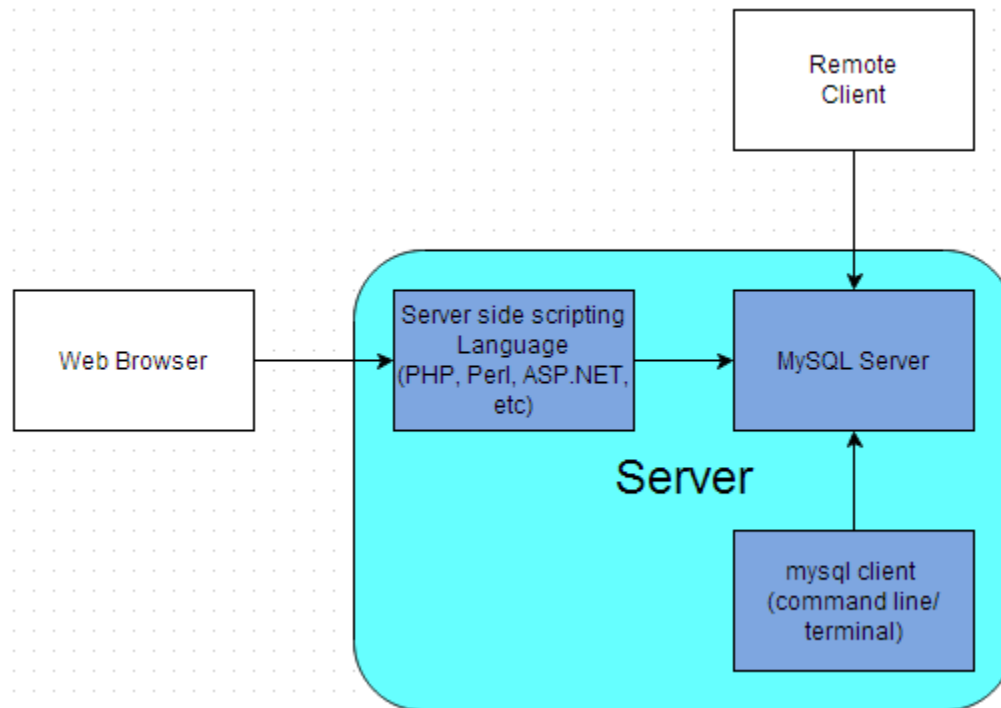 Remote
Client
Web Browser
Server side scripting
Language
(PHP, Perl, ASP.NET,
etc)
MySQL Server
Server
mysql client
(command line/
terminal)